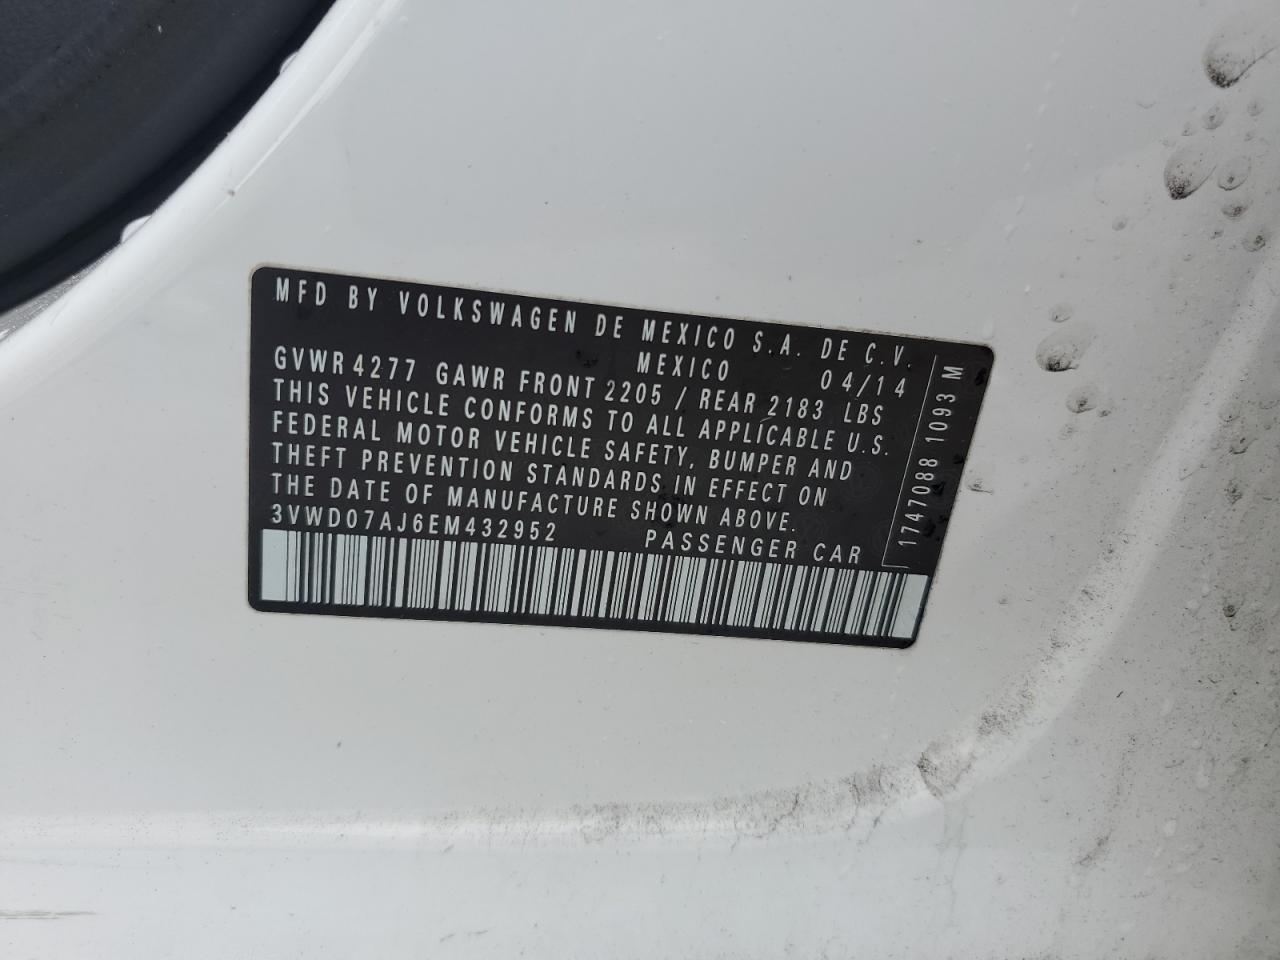 MFD BY VOLKSWAGEN DE MEXICO S.A. DE C.V.
MEXICO 04/14
GVWR 4277 GAWR FRONT 2205 / REAR 2183 LBS
THIS VEHICLE CONFORMS TO ALL APPLICABLE U.S.
FEDERAL MOTOR VEHICLE SAFETY, BUMPER AND
THEFT PREVENTION STANDARDS IN EFFECT ON
THE DATE OF MANUFACTURE SHOWN ABOVE.
3VWD07AJ6EM432952 PASSENGER CAR
1747088 1093 M